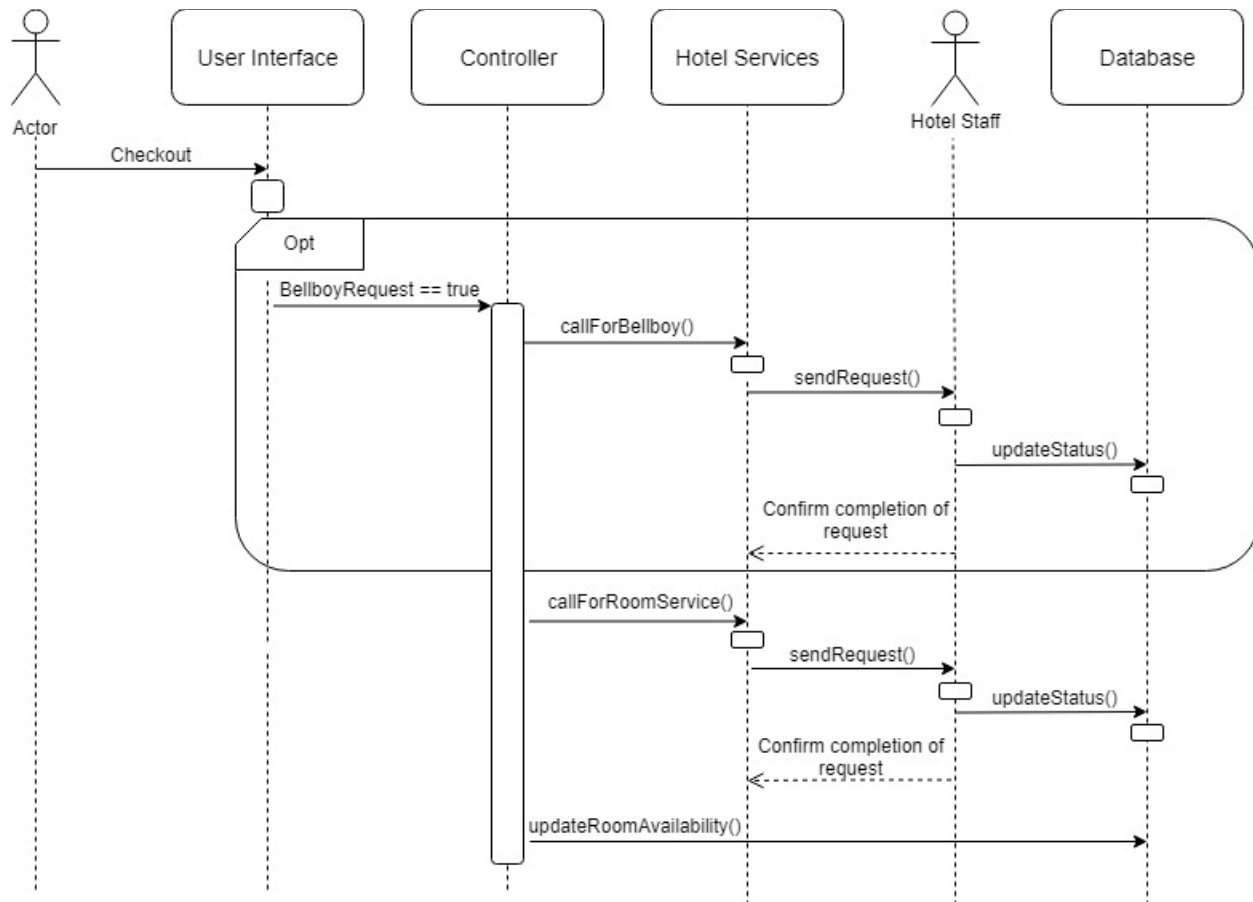 User Interface
Controller
Hotel Services
Database
Actor
Hotel Staff
Checkout
Opt
BellboyRequest == true
callForBellboy()
sendRequest()
updateStatus()
Confirm completion of
request
callForRoomService()
sendRequest()
updateStatus()
Confirm completion of
request
updateRoomAvailability()